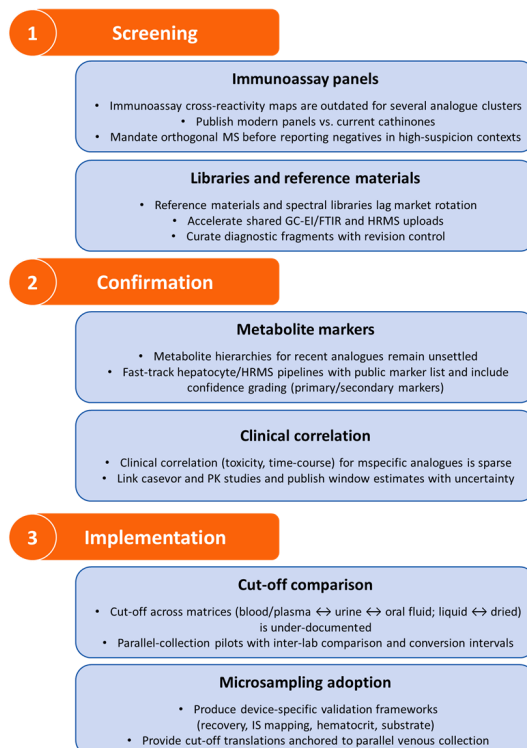 1 Screening
Immunoassay panels
• Immunoassay cross-reactivity maps are outdated for several analogue clusters
• Publish modern panels vs. current cathinones
• Mandate orthogonal MS before reporting negatives in high-suspicion contexts
Libraries and reference materials
• Reference materials and spectral libraries lag market rotation
• Accelerate shared GC-EI/FTIR and HRMS uploads
• Curate diagnostic fragments with revision control
2 Confirmation
Metabolite markers
• Metabolite hierarchies for recent analogues remain unsettled
• Fast-track hepatocyte/HRMS pipelines with public marker list and include
confidence grading (primary/secondary markers)
Clinical correlation
• Clinical correlation (toxicity, time-course) for mspecific analogues is sparse
• Link casevor and PK studies and publish window estimates with uncertainty
3 Implementation
Cut-off comparison
• Cut-off across matrices (blood/plasma ↔ urine ↔ oral fluid; liquid ↔ dried)
is under-documented
• Parallel-collection pilots with inter-lab comparison and conversion intervals
Microsampling adoption
• Produce device-specific validation frameworks
(recovery, IS mapping, hematocrit, substrate)
• Provide cut-off translations anchored to parallel venous collection